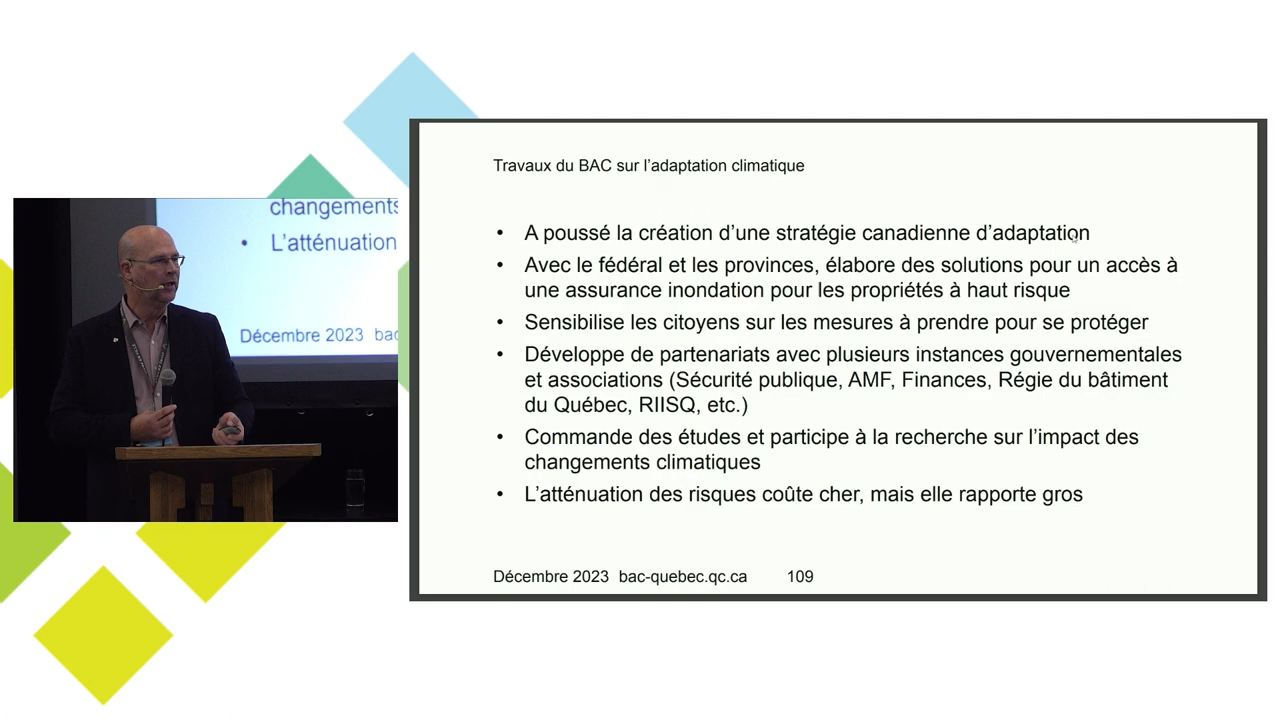 changements
• L'atténuation
Décembre 2023 bac
Travaux du BAC sur l'adaptation climatique
• A poussé la création d'une stratégie canadienne d'adaptation
• Avec le fédéral et les provinces, élabore des solutions pour un accès à
une assurance inondation pour les propriétés à haut risque
• Sensibilise les citoyens sur les mesures à prendre pour se protéger
• Développe de partenariats avec plusieurs instances gouvernementales
et associations (Sécurité publique, AMF, Finances, Régie du bâtiment
du Québec, RIISQ, etc.)
• Commande des études et participe à la recherche sur l'impact des
changements climatiques
• L'atténuation des risques coûte cher, mais elle rapporte gros
Décembre 2023 bac-quebec.qc.ca 109